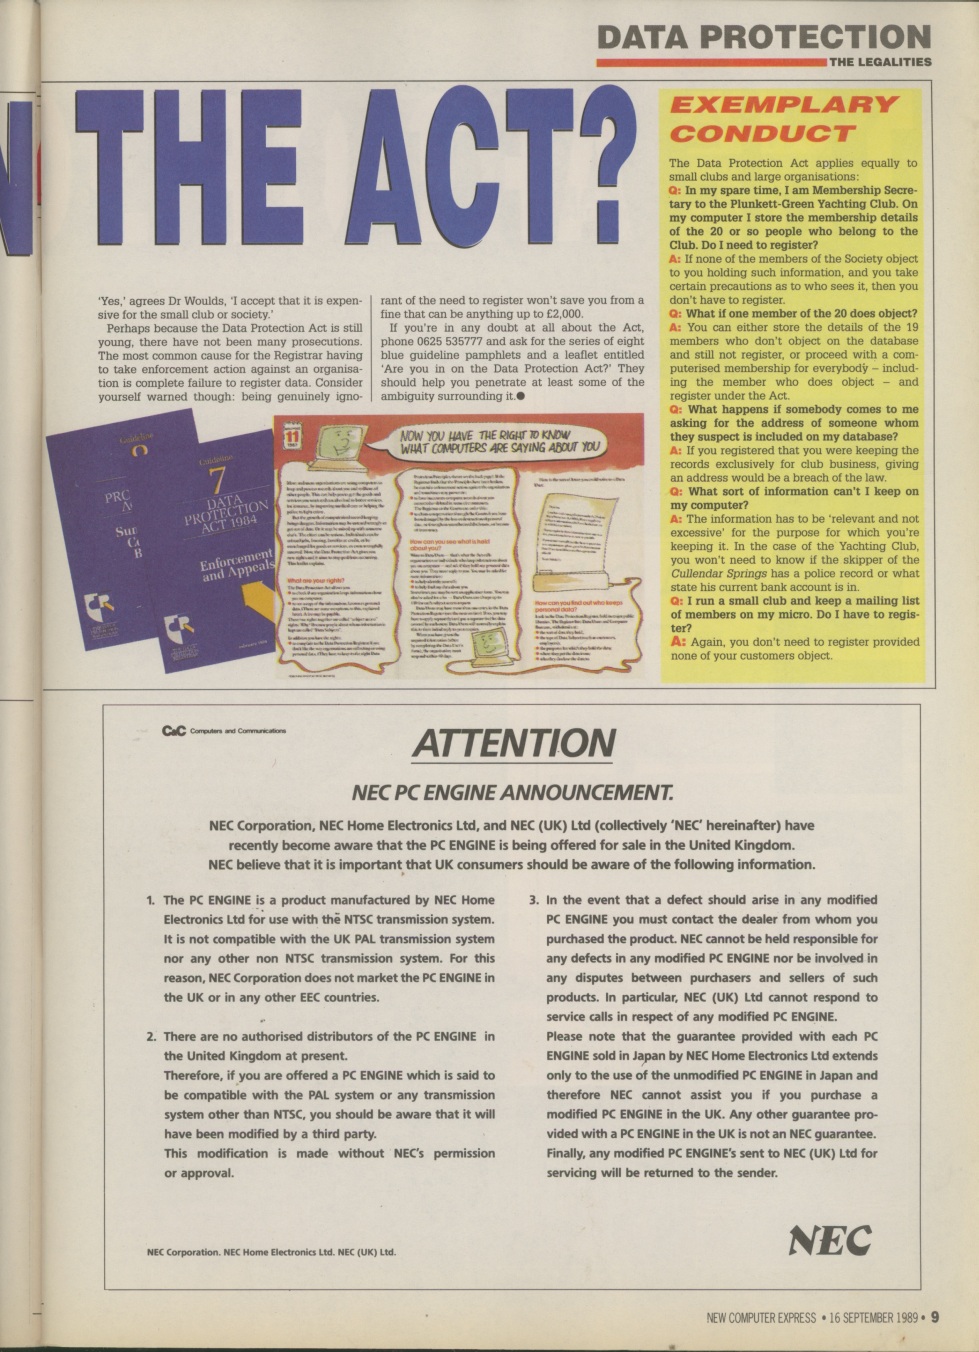 DATA PROTECTION
THE LEGALITIES
N
THE ACT?
'Yes,' agrees Dr Woulds, 'I accept that it is expen-
sive for the small club or society.'
Perhaps because the Data Protection Act is still
young, there have not been many prosecutions.
The most common cause for the Registrar having
to take enforcement action against an organisa-
tion is complete failure to register data. Consider
yourself warned though: being genuinely igno-
rant of the need to register won't save you from a
fine that can be anything up to £2,000.
If you're in any doubt at all about the Act,
phone 0625 535777 and ask for the series of eight
blue guideline pamphlets and a leaflet entitled
'Are you in on the Data Protection Act?' They
should help you penetrate at least some of the
ambiguity surrounding it.●
EXEMPLARY
CONDUCT
The Data Protection Act applies equally to
small clubs and large organisations:
Q: In my spare time, I am Membership Secre-
tary to the Plunkett-Green Yachting Club. On
my computer I store the membership details
of the 20 or so people who belong to the
Club. Do I need to register?
A: If none of the members of the Society object
to you holding such information, and you take
certain precautions as to who sees it, then you
don't have to register.
Q: What if one member of the 20 does object?
A: You can either store the details of the 19
members who don't object on the database
and still not register, or proceed with a com-
puterised membership for everybody – includ-
ing the member who does object – and
register under the Act.
Q: What happens if somebody comes to me
asking for the address of someone whom
they suspect is included on my database?
A: If you registered that you were keeping the
records exclusively for club business, giving
an address would be a breach of the law.
Q: What sort of information can't I keep on
my computer?
A: The information has to be 'relevant and not
excessive' for the purpose for which you're
keeping it. In the case of the Yachting Club,
you won't need to know if the skipper of the
Cullendar Springs has a police record or what
state his current bank account is in.
Q: I run a small club and keep a mailing list
of members on my micro. Do I have to regis-
ter?
A: Again, you don't need to register provided
none of your customers object.
Guideline
Guideline
7
DATA
PROTECTION
ACT 1984
Enforcement
and Appeals
11
NOW YOU HAVE THE RIGHT TO KNOW
WHAT COMPUTERS ARE SAYING ABOUT YOU
What are your rights?
How can you see what is held
about you?
How can you find out who keeps
personal data?
C&C Computers and Communications
ATTENTION
NEC PC ENGINE ANNOUNCEMENT.
NEC Corporation, NEC Home Electronics Ltd, and NEC (UK) Ltd (collectively 'NEC' hereinafter) have
recently become aware that the PC ENGINE is being offered for sale in the United Kingdom.
NEC believe that it is important that UK consumers should be aware of the following information.
1. The PC ENGINE is a product manufactured by NEC Home
Electronics Ltd for use with the NTSC transmission system.
It is not compatible with the UK PAL transmission system
nor any other non NTSC transmission system. For this
reason, NEC Corporation does not market the PC ENGINE in
the UK or in any other EEC countries.
2. There are no authorised distributors of the PC ENGINE in
the United Kingdom at present.
Therefore, if you are offered a PC ENGINE which is said to
be compatible with the PAL system or any transmission
system other than NTSC, you should be aware that it will
have been modified by a third party.
This modification is made without NEC's permission
or approval.
3. In the event that a defect should arise in any modified
PC ENGINE you must contact the dealer from whom you
purchased the product. NEC cannot be held responsible for
any defects in any modified PC ENGINE nor be involved in
any disputes between purchasers and sellers of such
products. In particular, NEC (UK) Ltd cannot respond to
service calls in respect of any modified PC ENGINE.
Please note that the guarantee provided with each PC
ENGINE sold in Japan by NEC Home Electronics Ltd extends
only to the use of the unmodified PC ENGINE in Japan and
therefore NEC cannot assist you if you purchase a
modified PC ENGINE in the UK. Any other guarantee pro-
vided with a PC ENGINE in the UK is not an NEC guarantee.
Finally, any modified PC ENGINE's sent to NEC (UK) Ltd for
servicing will be returned to the sender.
NEC Corporation. NEC Home Electronics Ltd. NEC (UK) Ltd.
NEC
NEW COMPUTER EXPRESS • 16 SEPTEMBER 1989 • 9